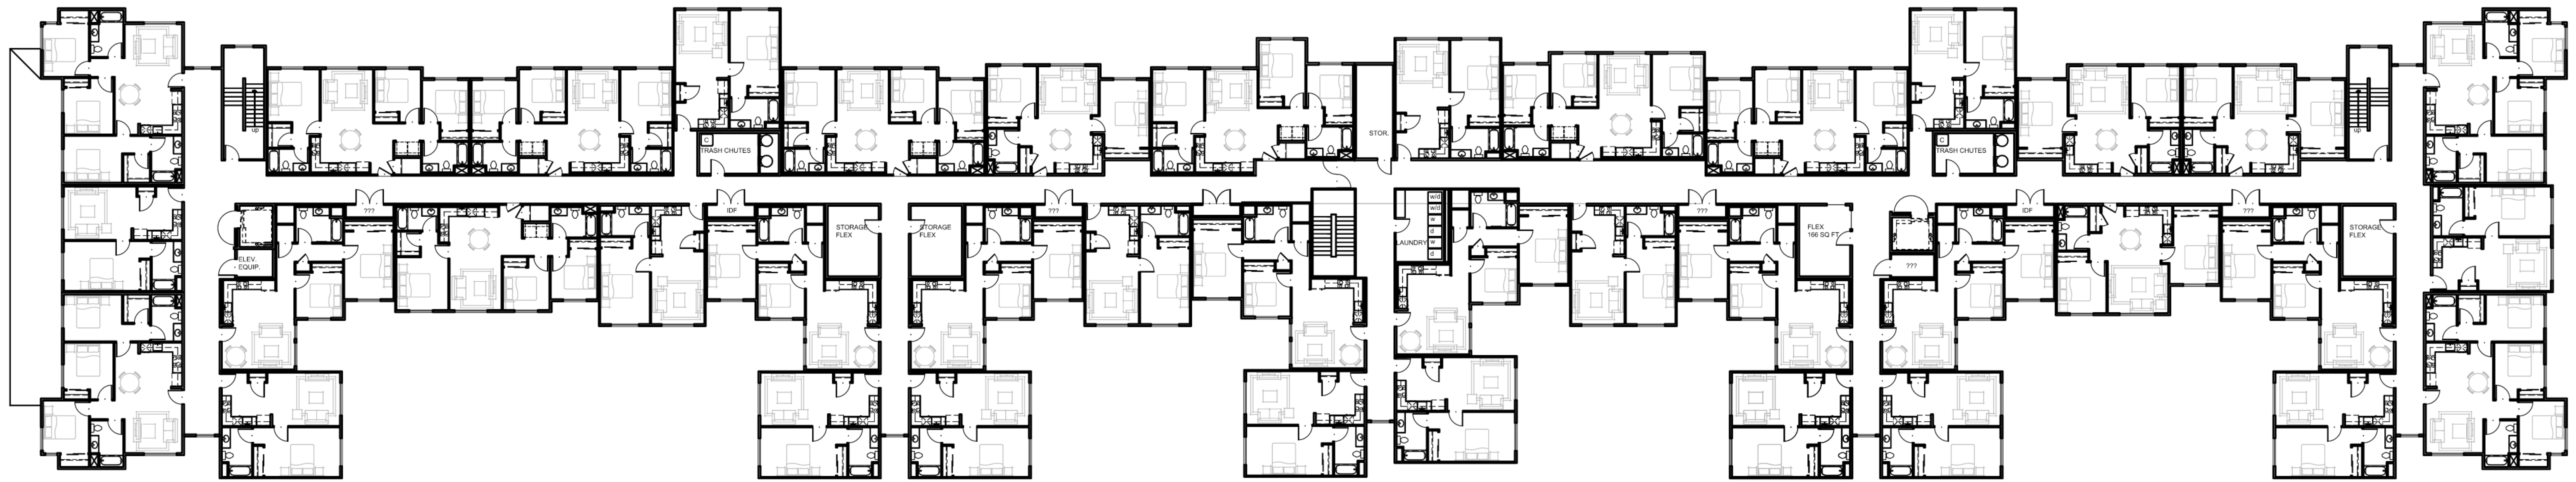 up
C
TRASH CHUTES
STOR.
C
TRASH CHUTES
up
???
IDF
STORAGE
FLEX
STORAGE
FLEX
???
w/d
w/d
w
d
w
d
LAUNDRY
???
FLEX
166 SQ FT
IDF
???
STORAGE
FLEX
ELEV.
EQUIP.
???